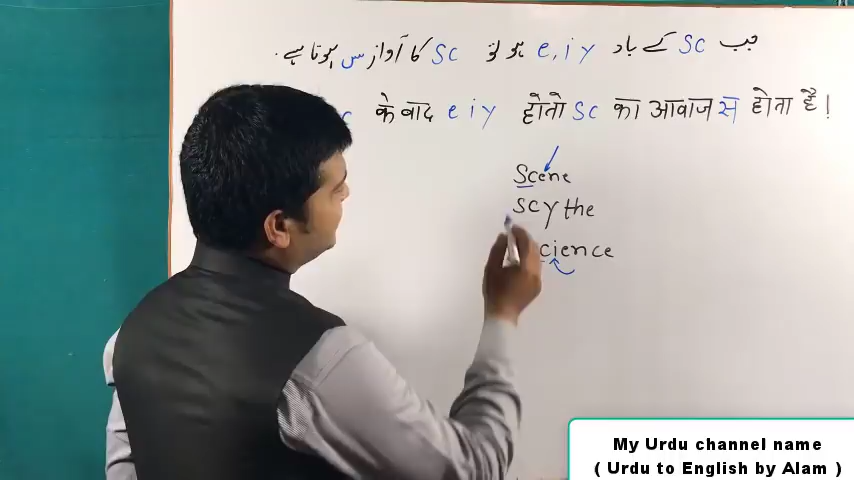 جب SC کے باد e, i y ہو تو SC کا آواز س ہوتا ہے .
c के बाद e i y होतो SC का आवाज स होता है !
Scene
SCythe
cience
My Urdu channel name
( Urdu to English by Alam )